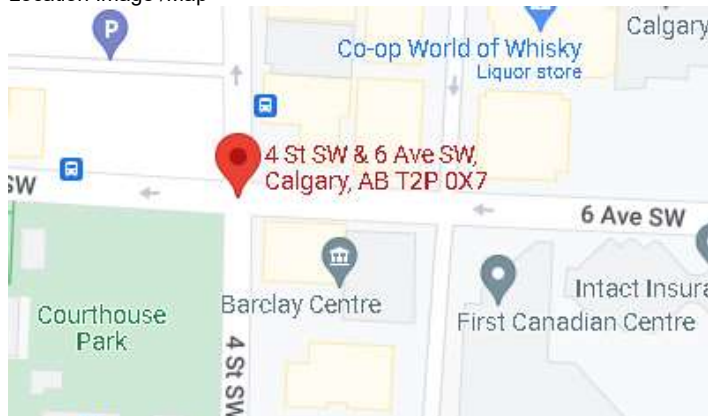 P
Co-op World of Whisky
Liquor store
Calgary
4 St SW & 6 Ave SW,
Calgary, AB T2P 0X7
SW
6 Ave SW
Barclay Centre
Intact Insura
First Canadian Centre
Courthouse
Park
4 St SW